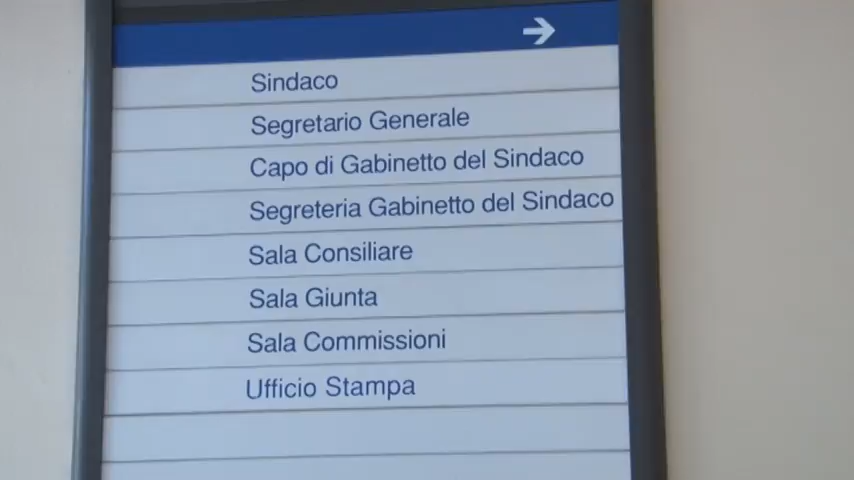 Sindaco
Segretario Generale
Capo di Gabinetto del Sindaco
Segreteria Gabinetto del Sindaco
Sala Consiliare
Sala Giunta
Sala Commissioni
Ufficio Stampa